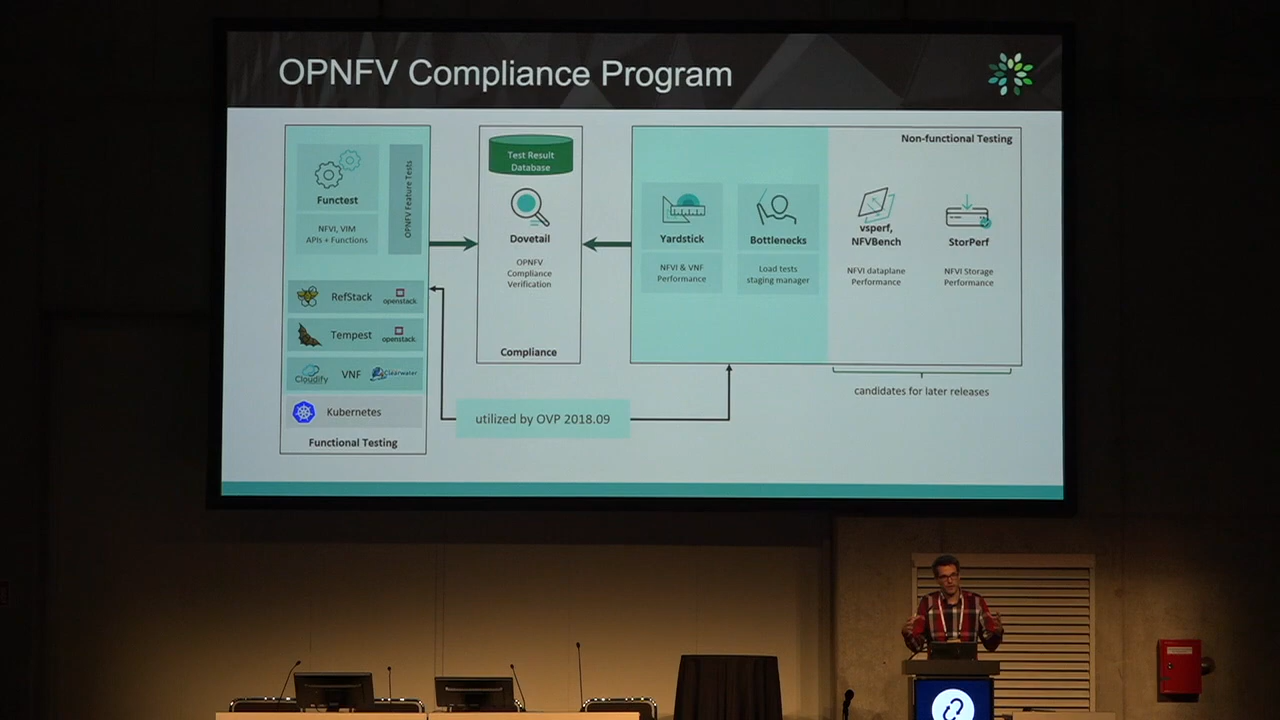 OPNFV Compliance Program
Functest
NFVI, VIM
APIs + Functions
OPNFV Feature Tests
RefStack
openstack.
Tempest
openstack.
Cloudify
VNF
Clearwater
Kubernetes
Functional Testing
Test Result
Database
Dovetail
OPNFV
Compliance
Verification
Compliance
Non-functional Testing
Yardstick
NFVI & VNF
Performance
Bottlenecks
Load tests
staging manager
vsperf,
NFVBench
NFVI dataplane
Performance
StorPerf
NFVI Storage
Performance
candidates for later releases
utilized by OVP 2018.09